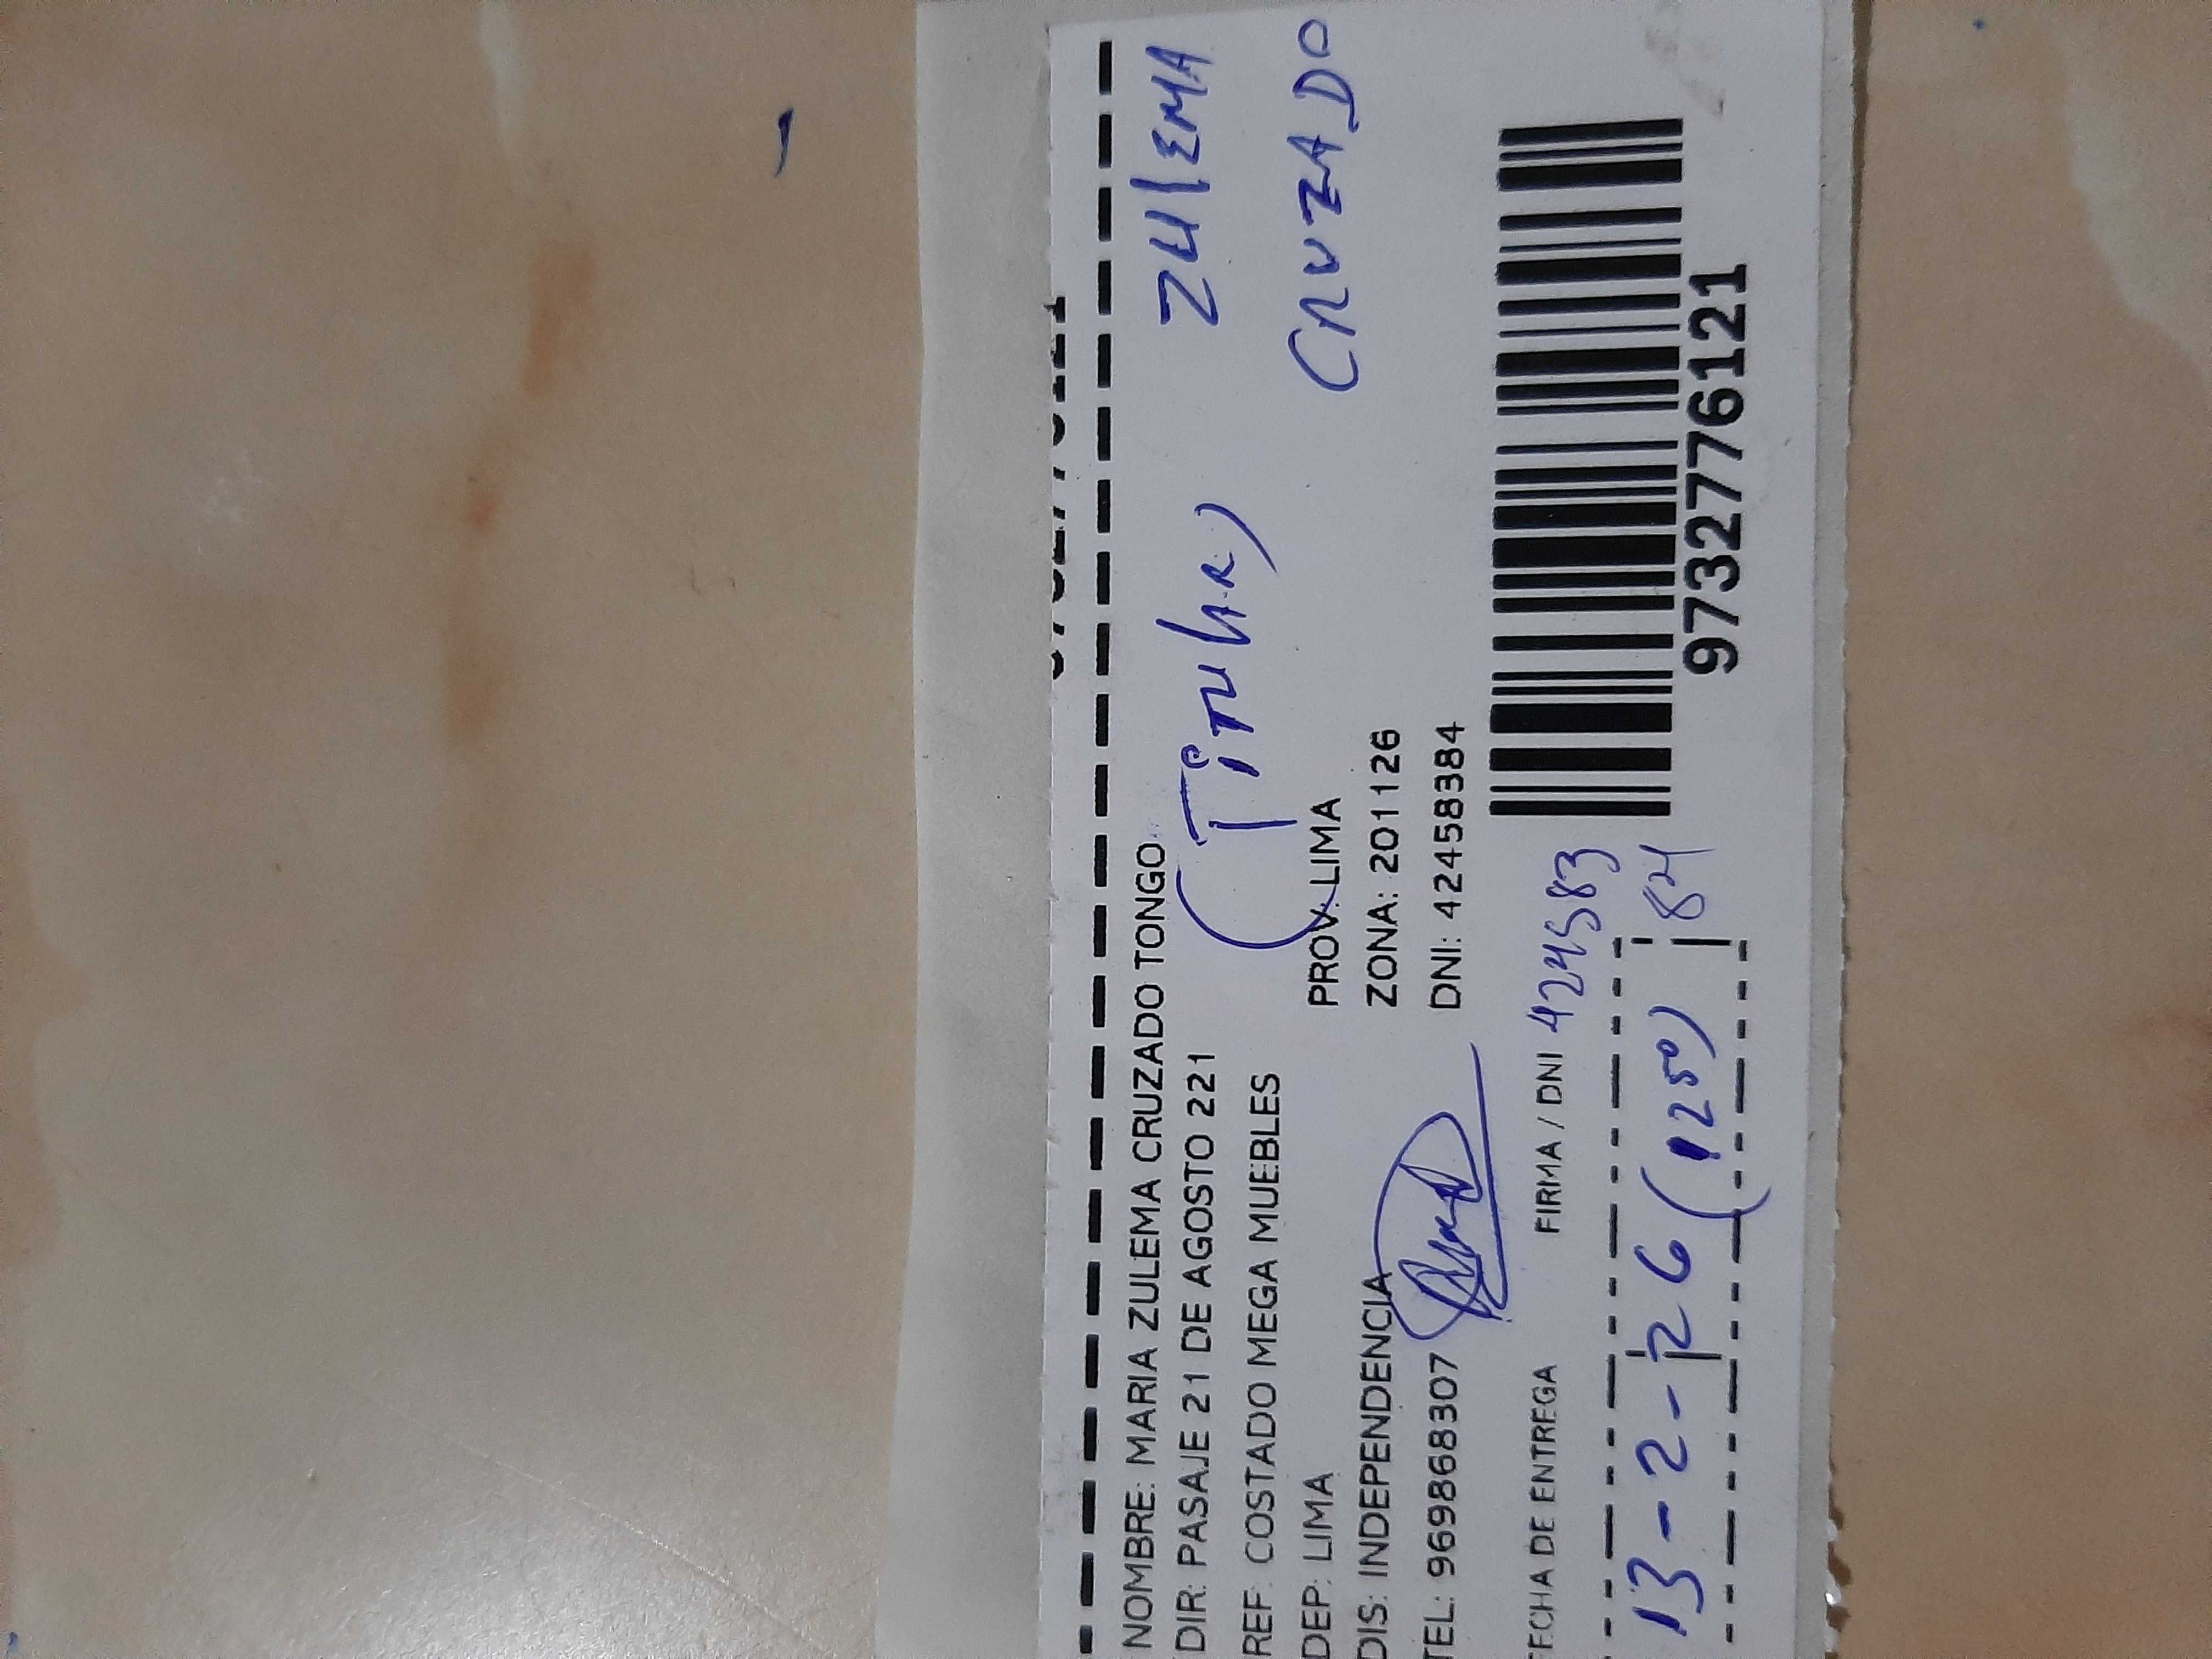 NOMBRE: MARIA ZULEMA CRUZADO TONGO
DIR: PASAJE 21 DE AGOSTO 221
REF: COSTADO MEGA MUEBLES
DEP: LIMA PROV: LIMA
DIS: INDEPENDENCIA ZONA: 201126
TEL: 969868307 DNI: 42458384
(Titular)
ZulEMA
CRUZADO
FECHA DE ENTREGA
13-2-26 (1250)
FIRMA / DNI 424583
84
9732776121